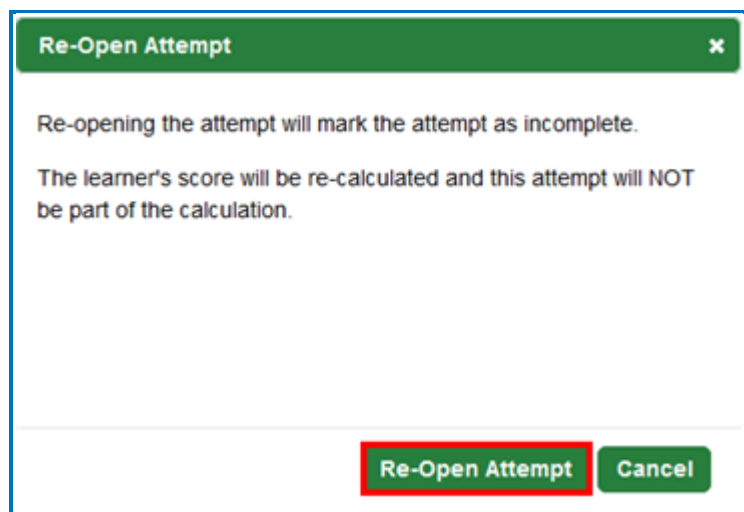 Re-Open Attempt
Re-opening the attempt will mark the attempt as incomplete.
The learner's score will be re-calculated and this attempt will NOT
be part of the calculation.
Re-Open Attempt Cancel